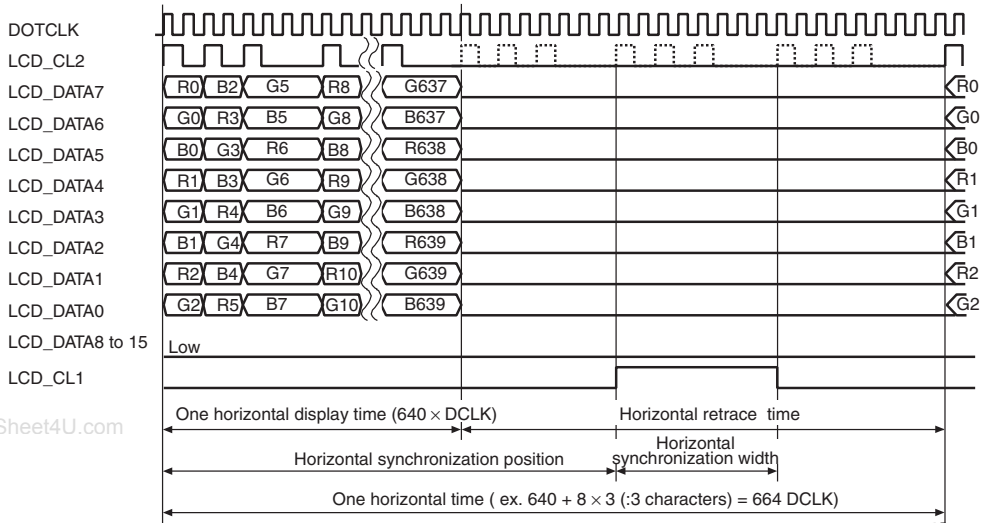 DOTCLK
LCD_CL2
LCD_DATA7 R0 B2 G5 R8 G637 R0
LCD_DATA6 G0 R3 B5 G8 B637 G0
LCD_DATA5 B0 G3 R6 B8 R638 B0
LCD_DATA4 R1 B3 G6 R9 G638 R1
LCD_DATA3 G1 R4 B6 G9 B638 G1
LCD_DATA2 B1 G4 R7 B9 R639 B1
LCD_DATA1 R2 B4 G7 R10 G639 R2
LCD_DATA0 G2 R5 B7 G10 B639 G2
LCD_DATA8 to 15 Low
LCD_CL1
One horizontal display time (640 × DCLK) Horizontal retrace time
Sheet4U.com
Horizontal synchronization position
Horizontal
synchronization width
One horizontal time ( ex. 640 + 8 × 3 (:3 characters) = 664 DCLK)